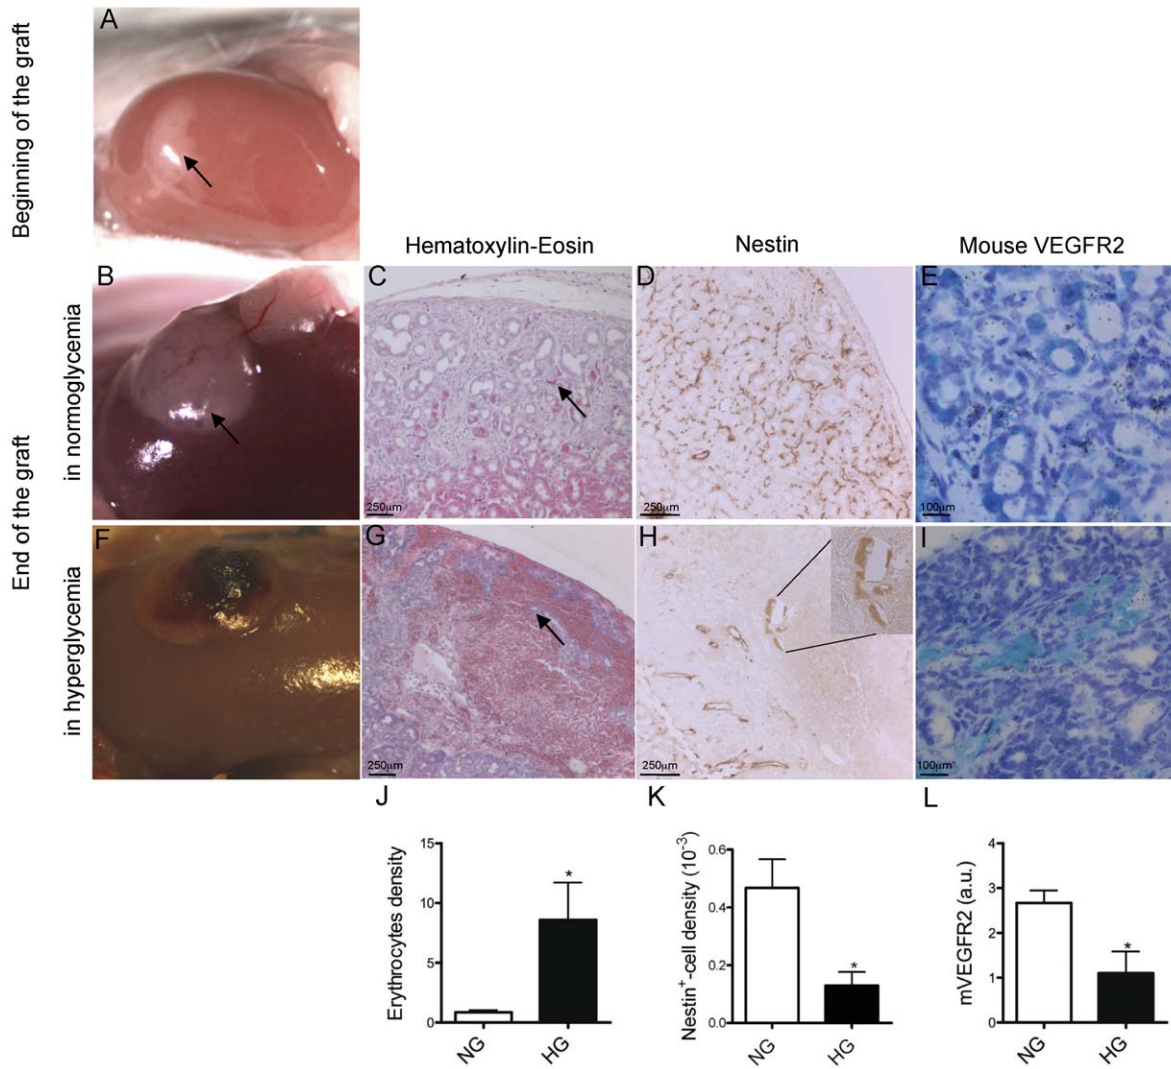 Beginning of the graft
A
Hematoxylin-Eosin
Nestin
Mouse VEGFR2
End of the graft
in normoglycemia
B
C
250µm
D
250µm
E
100µm
in hyperglycemia
F
G
250µm
H
250µm
I
100µm
J
Erythrocytes density
15
10
5
0
*
NG
HG
K
Nestin⁺-cell density (10⁻³)
0.6
0.4
0.2
0.0
*
NG
HG
L
mVEGFR2 (a.u.)
4
3
2
1
0
*
NG
HG